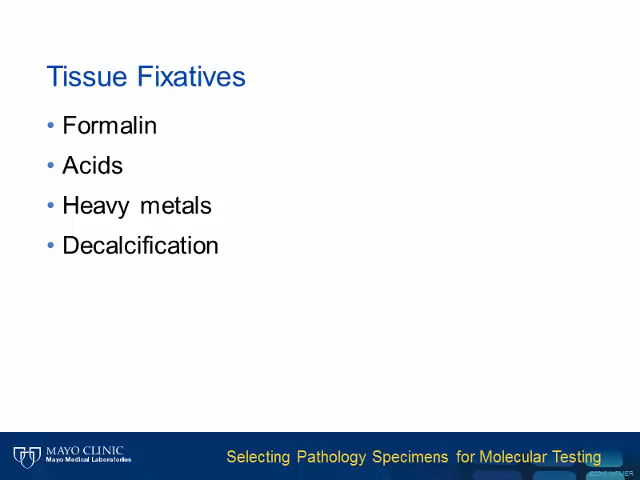 Tissue Fixatives
• Formalin
• Acids
• Heavy metals
• Decalcification
MAYO CLINIC
Mayo Medical Laboratories
Selecting Pathology Specimens for Molecular Testing